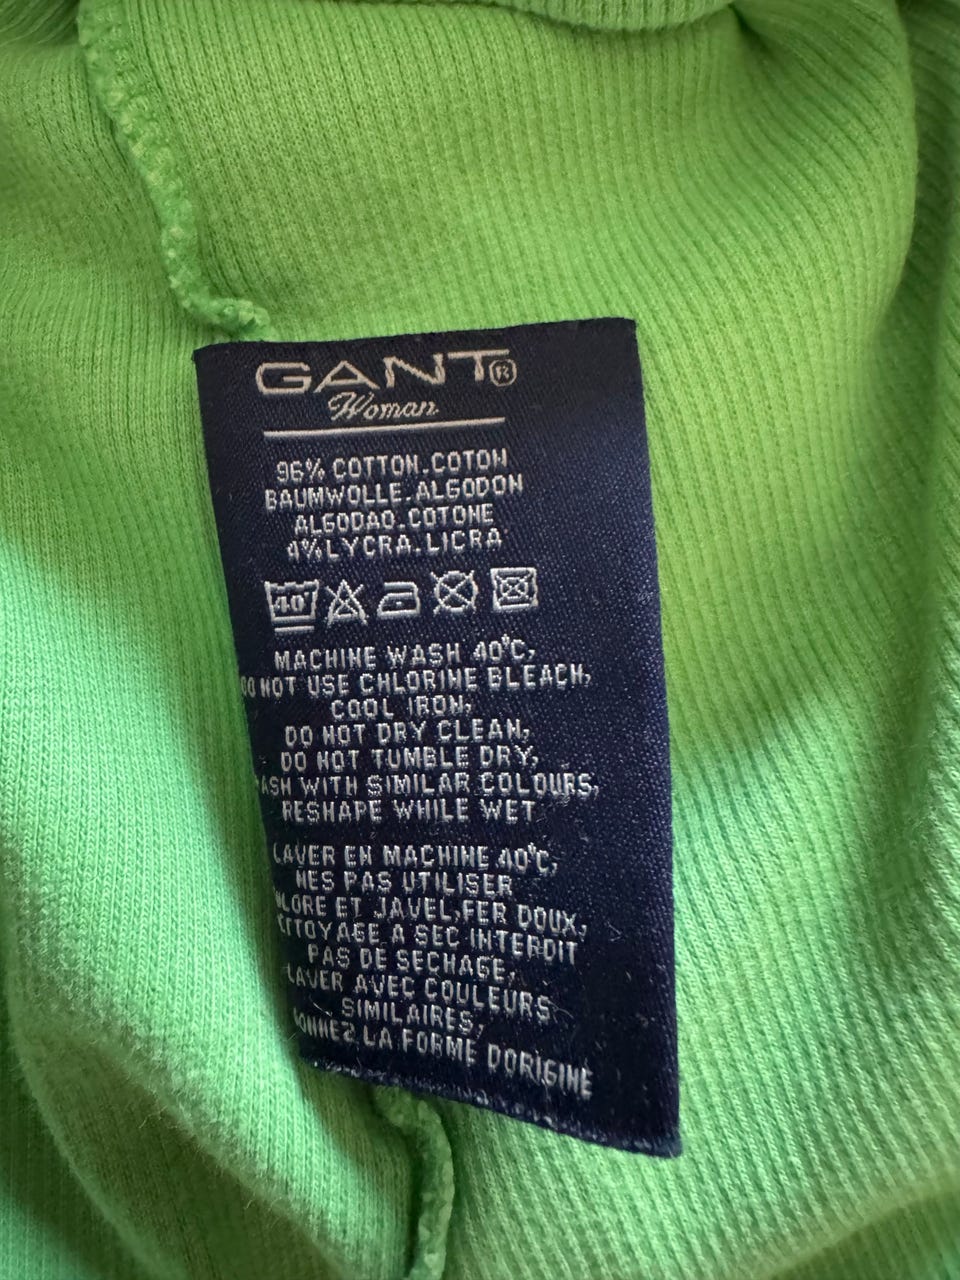 GANT®
Woman
96% COTTON.COTON
BAUMWOLLE.ALGODON
ALGODAO.COTONE
4%LYCRA.LICRA
40°
MACHINE WASH 40°C,
DO NOT USE CHLORINE BLEACH,
COOL IRON,
DO NOT DRY CLEAN,
DO NOT TUMBLE DRY,
WASH WITH SIMILAR COLOURS,
RESHAPE WHILE WET
LAVER EN MACHINE 40°C,
NES PAS UTILISER
ET JAVEL,FER DOUX,
A SEC INTERDIT
PAS DE SECHAGE,
LAVER AVEC COULEURS
SIMILAIRES,
DONNEZ LA FORME DORIGINE